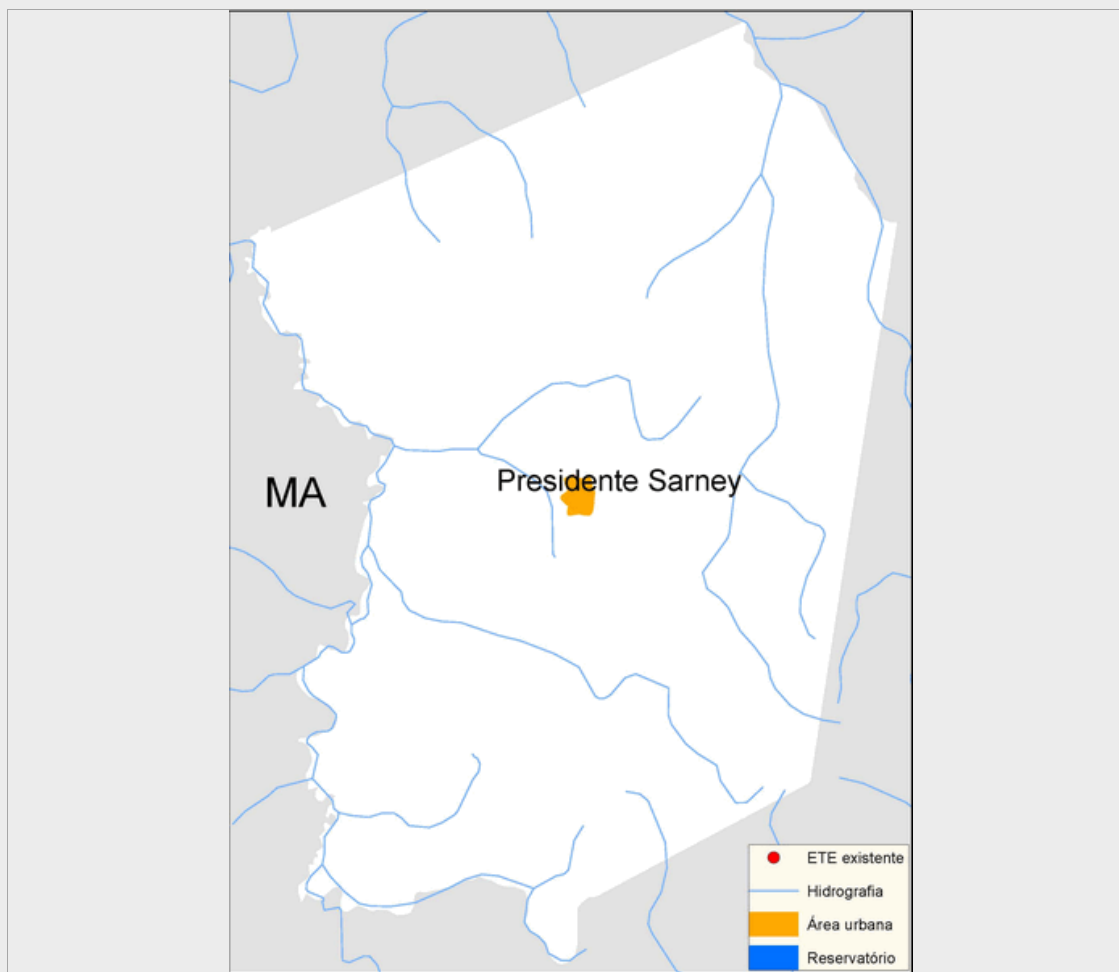 Presidente Sarney
MA
ETE existente
Hidrografia
Área urbana
Reservatório